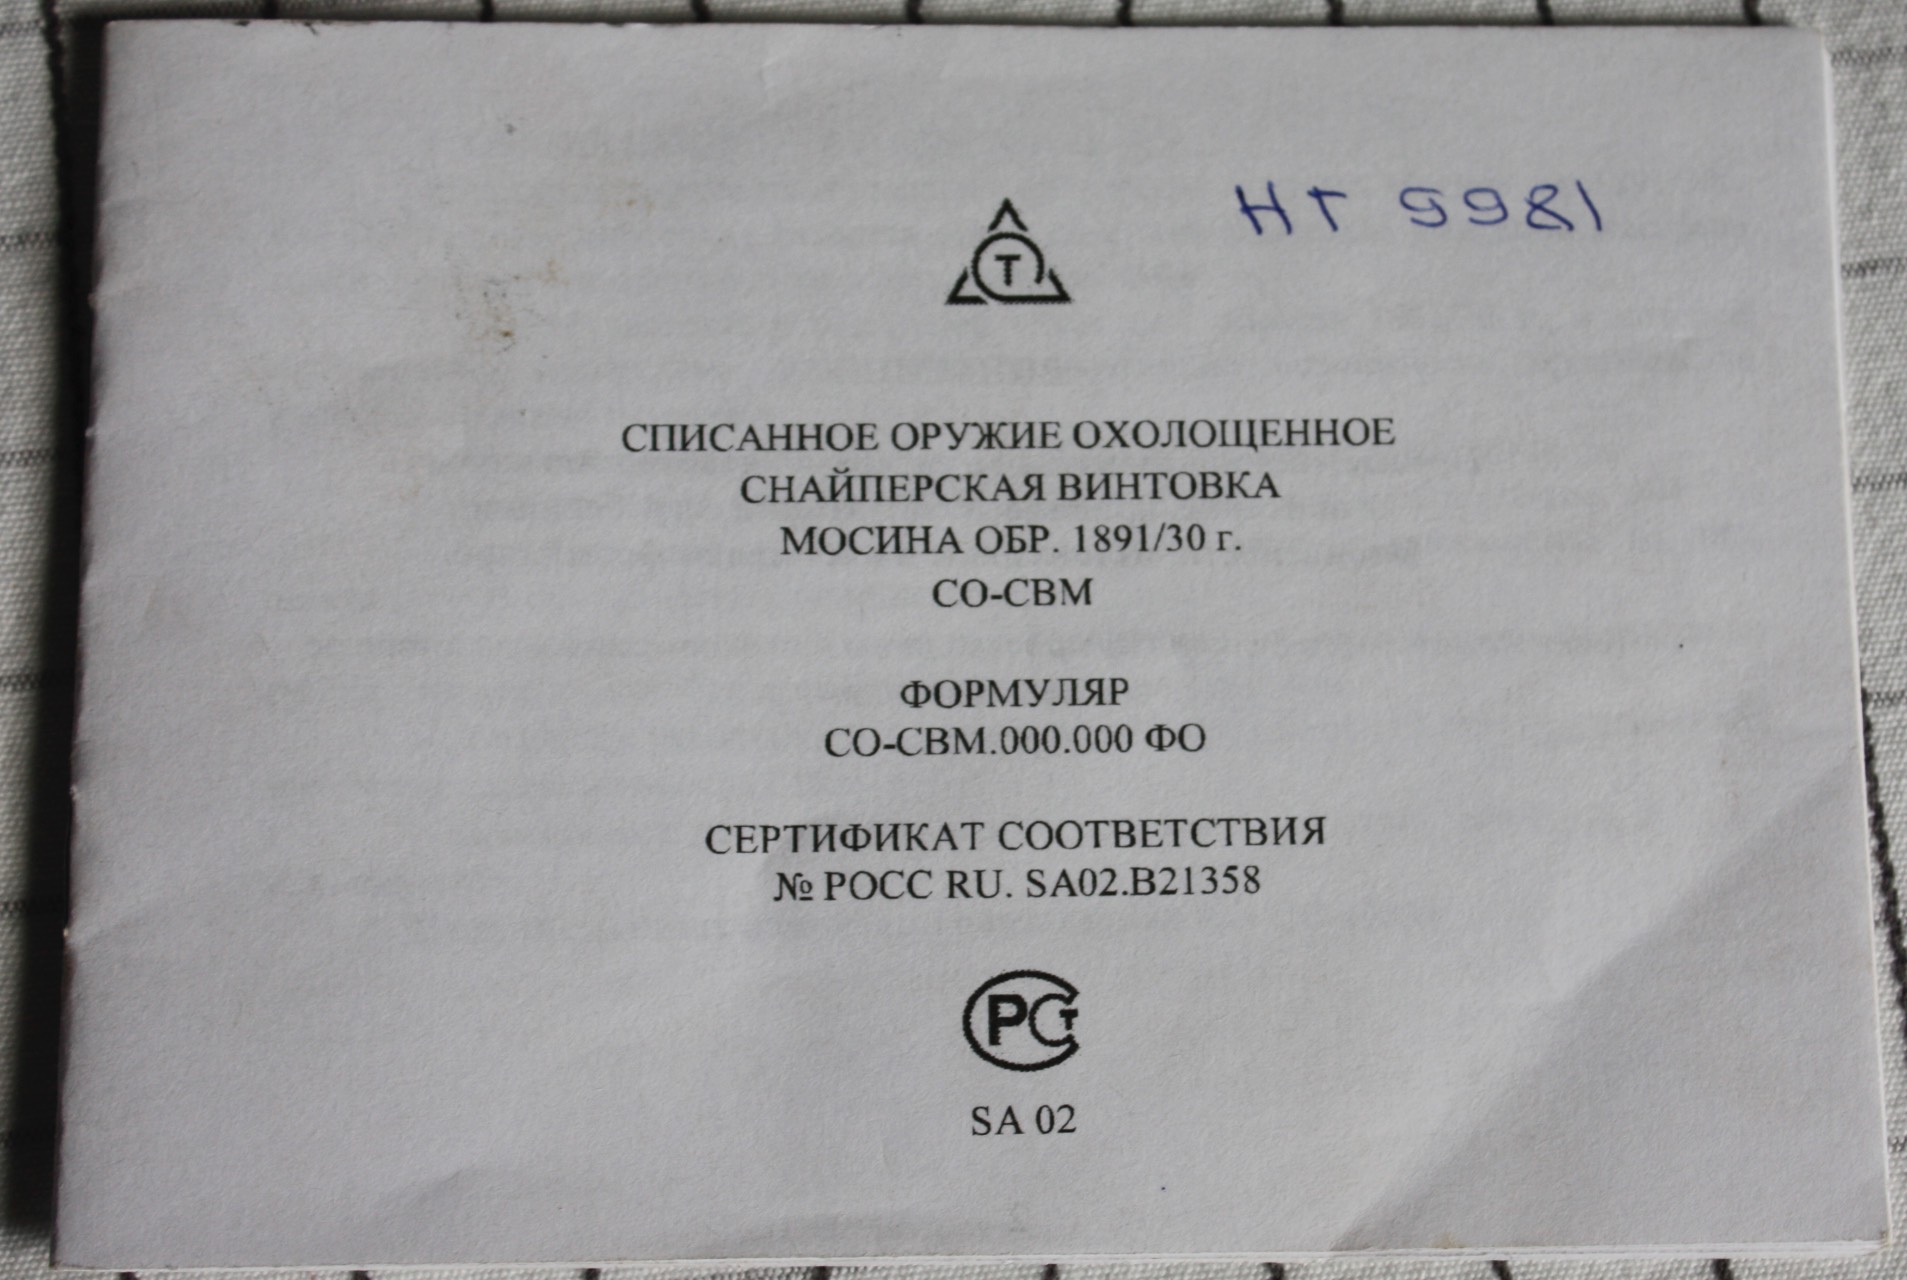 НТ 9981
Т
СПИСАННОЕ ОРУЖИЕ ОХОЛОЩЕННОЕ
СНАЙПЕРСКАЯ ВИНТОВКА
МОСИНА ОБР. 1891/30 г.
СО-СВМ
ФОРМУЛЯР
СО-СВМ.000.000 ФО
СЕРТИФИКАТ СООТВЕТСТВИЯ
№ РОСС RU. SA02.B21358
РСТ
SA 02